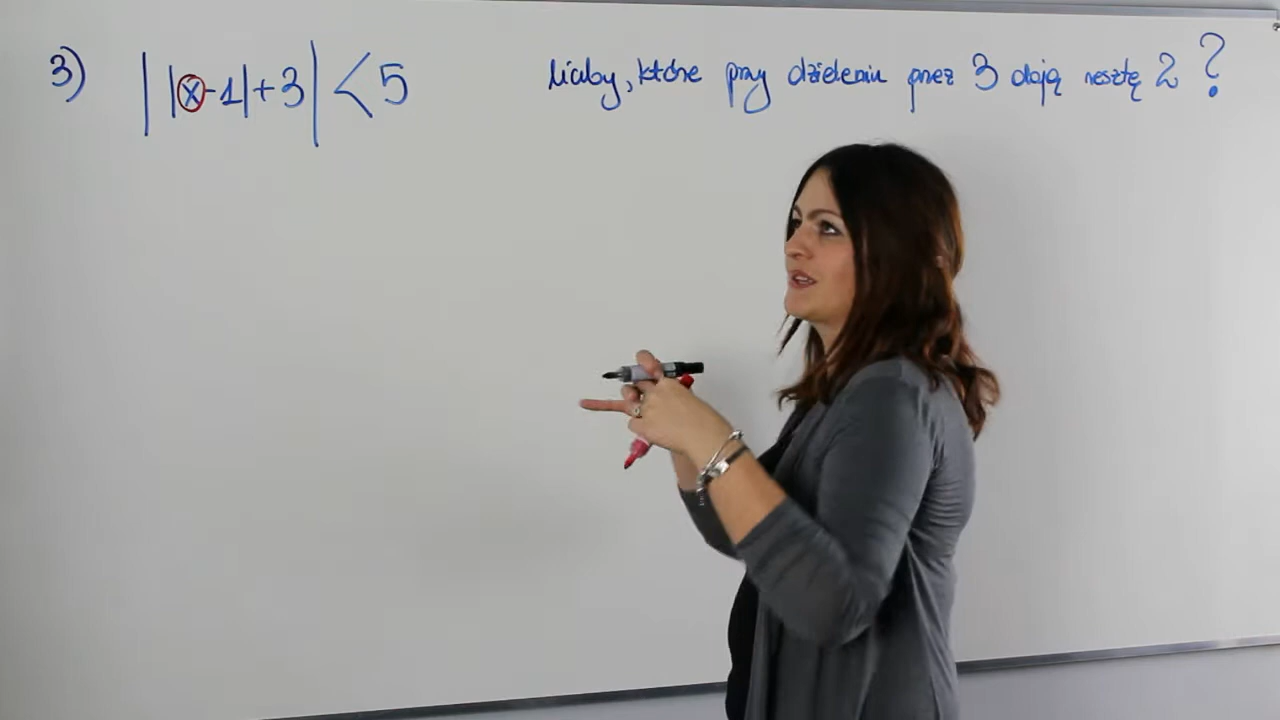 3) | |x-1|+3| < 5
liczby, które przy dzieleniu przez 3 dają resztę 2 ?